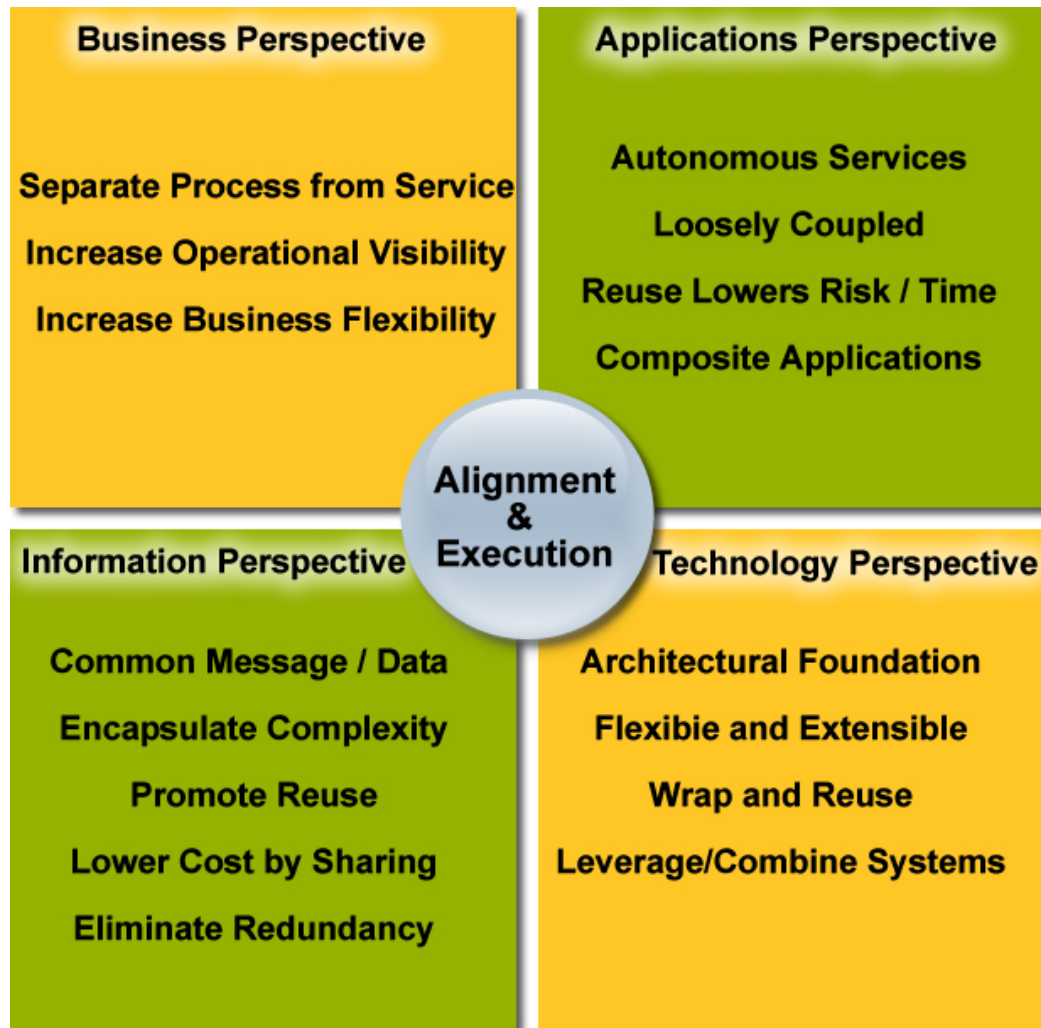 Business Perspective
Separate Process from Service
Increase Operational Visibility
Increase Business Flexibility
Applications Perspective
Autonomous Services
Loosely Coupled
Reuse Lowers Risk / Time
Composite Applications
Alignment
&
Execution
Information Perspective
Common Message / Data
Encapsulate Complexity
Promote Reuse
Lower Cost by Sharing
Eliminate Redundancy
Technology Perspective
Architectural Foundation
Flexibie and Extensible
Wrap and Reuse
Leverage/Combine Systems